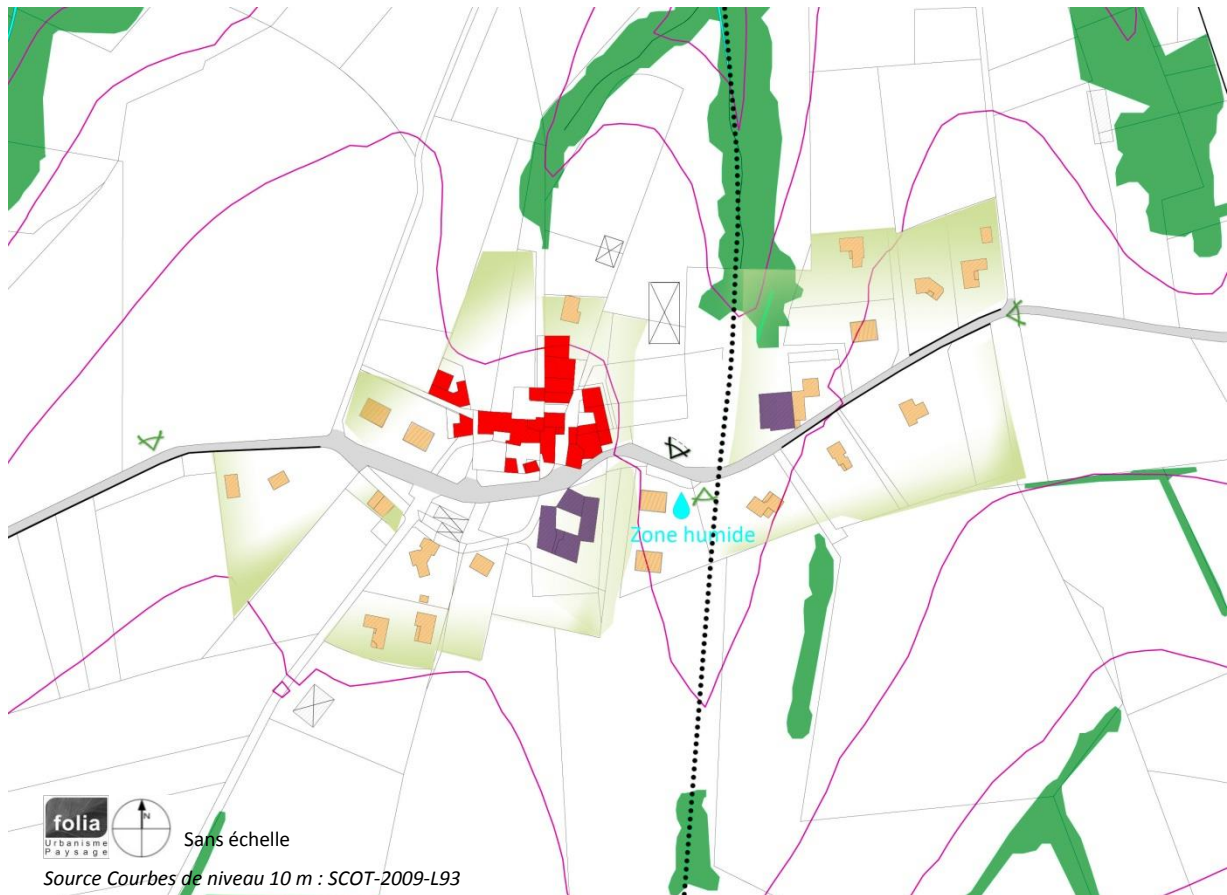 Zone humide
N
folia
Urbanisme
Paysage
Sans échelle
Source Courbes de niveau 10 m : SCOT-2009-L93